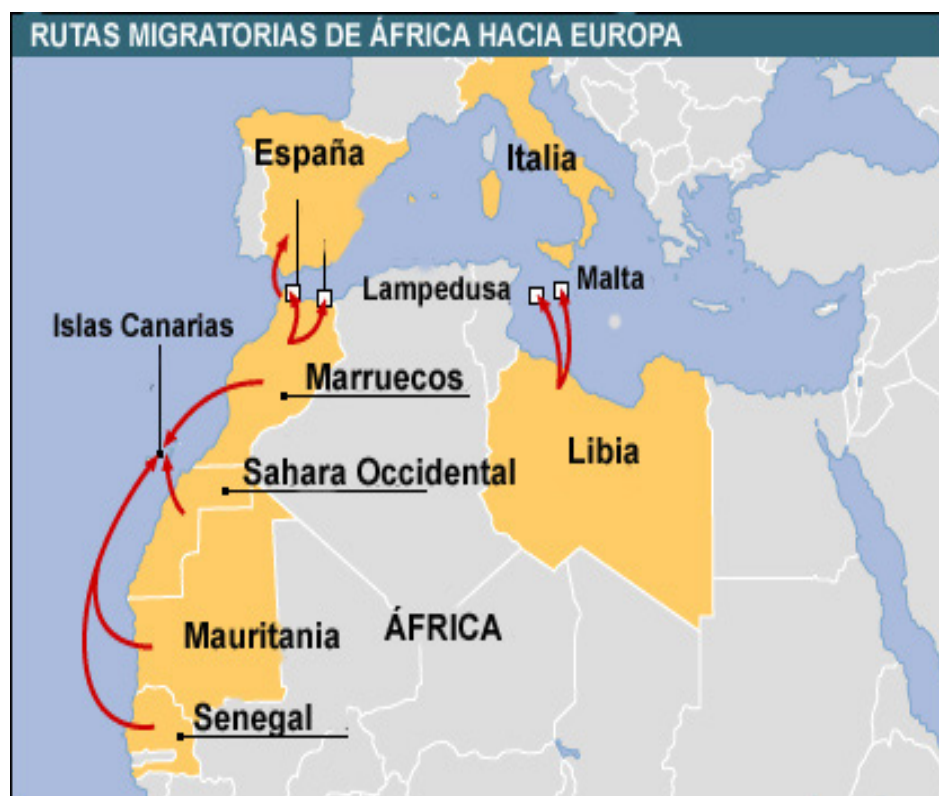 RUTAS MIGRATORIAS DE ÁFRICA HACIA EUROPA
España
Italia
Lampedusa
Malta
Islas Canarias
Marruecos
Libia
Sahara Occidental
Mauritania
ÁFRICA
Senegal